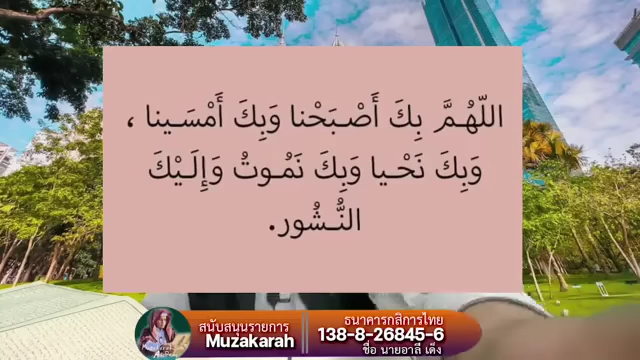 اللّهُـمَّ بِكَ أَصْـبَحْنا وَبِكَ أَمْسَـينا ،
وَبِكَ نَحْـيا وَبِكَ نَمُـوتُ وَإِلَـيْكَ
النُّـشُور.
สนับสนุนรายการ
Muzakarah
ธนาคารกสิการไทย
138-8-26845-6
ชื่อ นายอาลี เด็ง